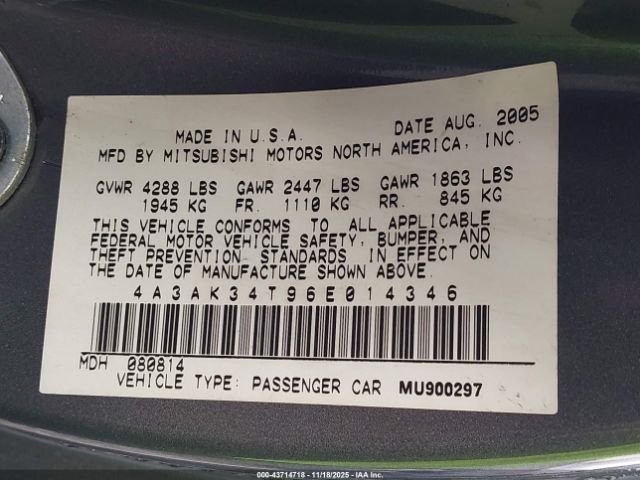 MADE IN U.S.A. DATE AUG. 2005
MFD BY MITSUBISHI MOTORS NORTH AMERICA, INC.
GVWR 4288 LBS GAWR 2447 LBS GAWR 1863 LBS
1945 KG FR. 1110 KG RR. 845 KG
THIS VEHICLE CONFORMS TO ALL APPLICABLE
FEDERAL MOTOR VEHICLE SAFETY, BUMPER, AND
THEFT PREVENTION STANDARDS IN EFFECT ON
THE DATE OF MANUFACTURE SHOWN ABOVE.
4A3AK34T96E014346
MDH 080814
VEHICLE TYPE: PASSENGER CAR MU900297
000-43714718 - 11/18/2025 - IAAI.com